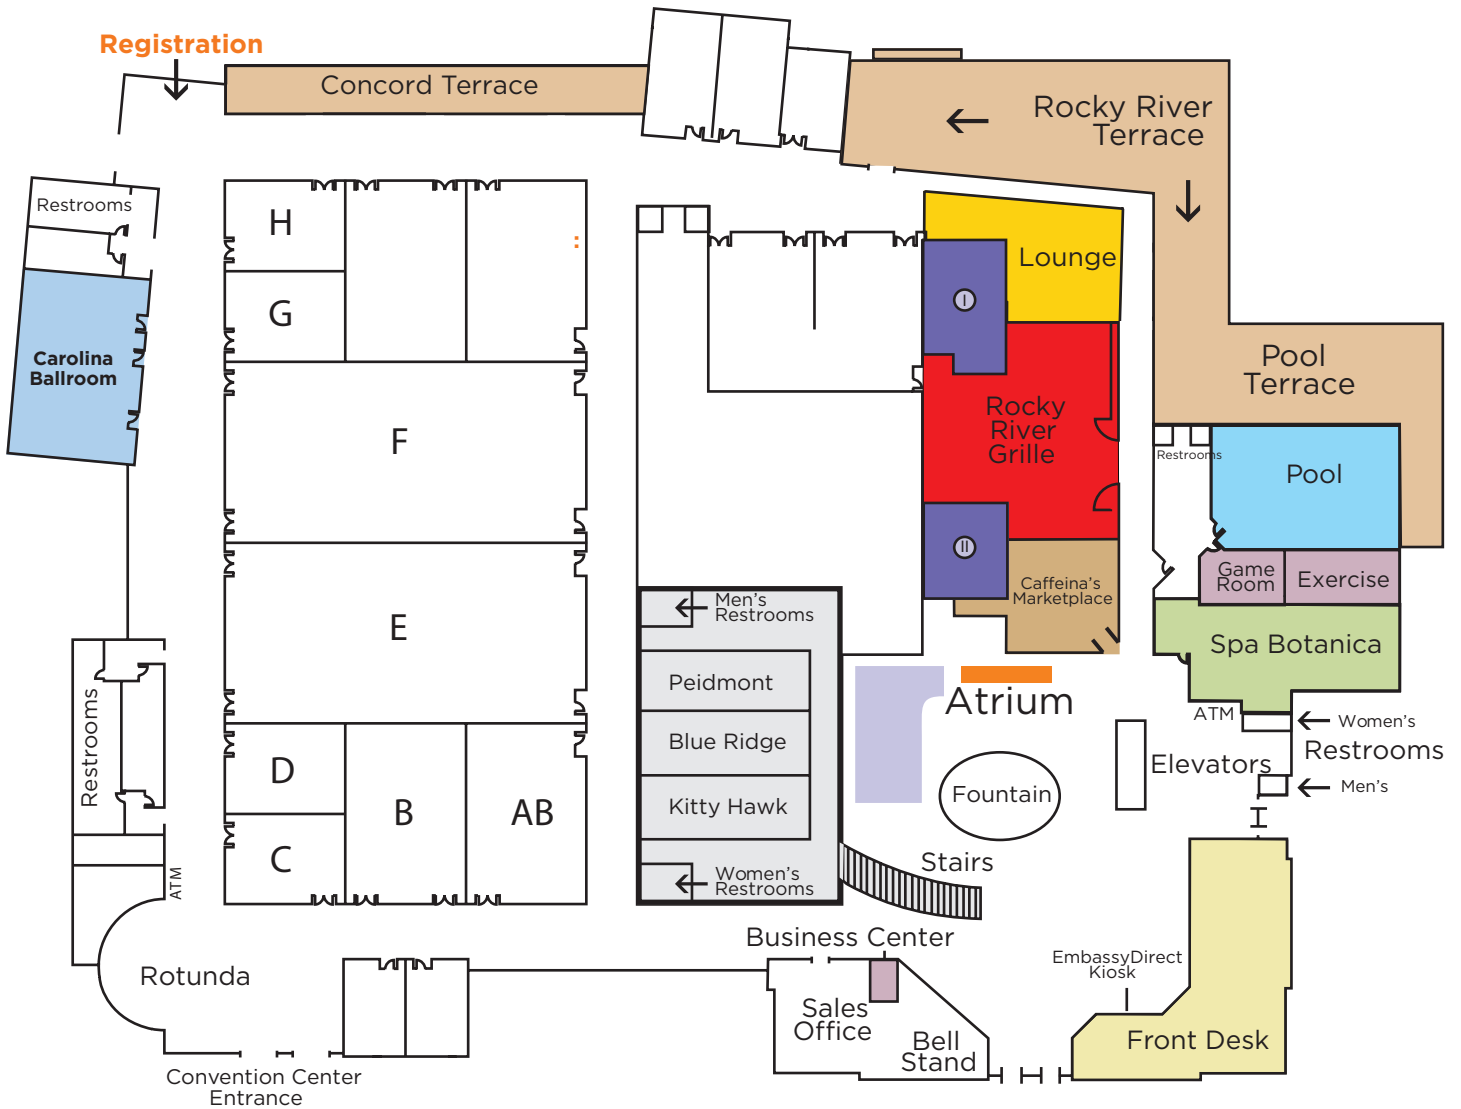 Registration
Concord Terrace
Rocky River
Terrace
Restrooms
H
Lounge
G
I
Carolina
Ballroom
Pool
Terrace
F
Rocky
River
Grille
Restrooms
Pool
II
Game
Room
Exercise
Caffeina's
Marketplace
Men's
Restrooms
E
Spa Botanica
Peidmont
Atrium
ATM
Women's
Restrooms
Blue Ridge
Restrooms
Elevators
D
Men's
Fountain
Kitty Hawk
B
AB
C
Stairs
Women's
Restrooms
ATM
Business Center
EmbassyDirect
Kiosk
Rotunda
Sales
Office
Bell
Stand
Front Desk
Convention Center
Entrance